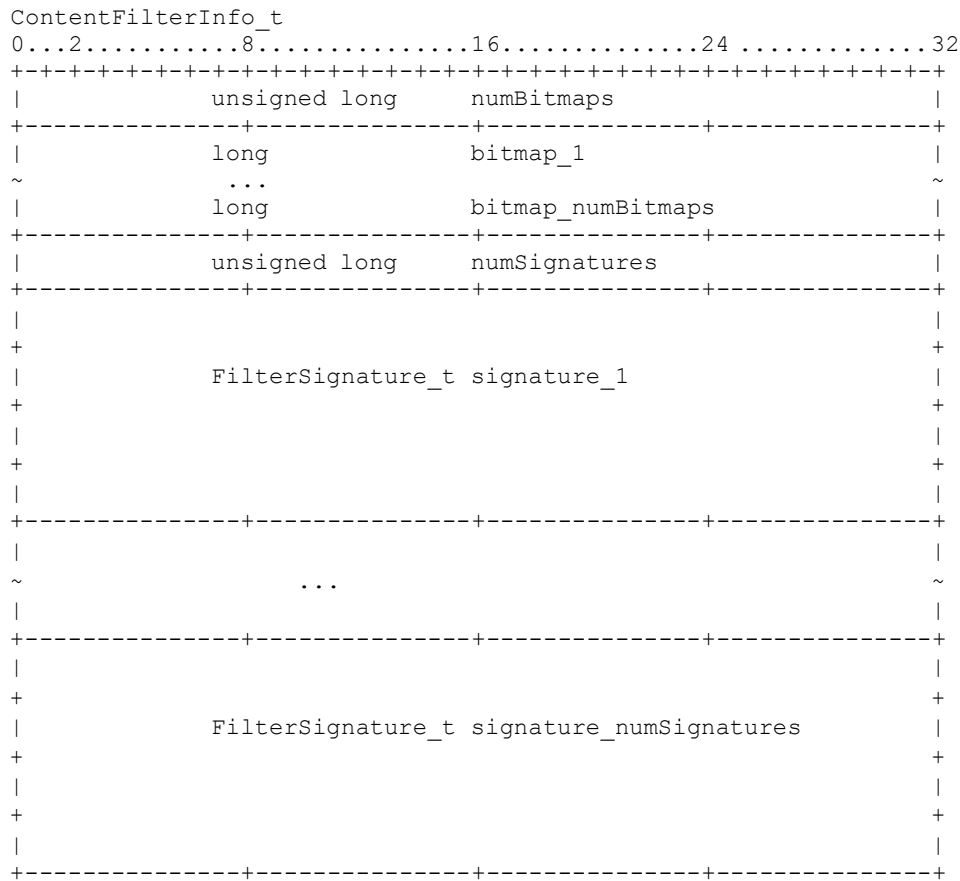 ContentFilterInfo_t
0...2...........8...............16..............24 .............32
+-+-+-+-+-+-+-+-+-+-+-+-+-+-+-+-+-+-+-+-+-+-+-+-+-+-+-+-+-+-+-+-+
|             unsigned long     numBitmaps                      |
+---------------+---------------+---------------+---------------+
|             long              bitmap_1                        |
~              ...                                              ~
|             long              bitmap_numBitmaps               |
+---------------+---------------+---------------+---------------+
|             unsigned long     numSignatures                   |
+---------------+---------------+---------------+---------------+
|                                                               |
+                                                               +
|             FilterSignature_t signature_1                     |
+                                                               +
|                                                               |
+                                                               +
|                                                               |
+---------------+---------------+---------------+---------------+
|                                                               |
~                   ...                                         ~
|                                                               |
+---------------+---------------+---------------+---------------+
|                                                               |
+                                                               +
|             FilterSignature_t signature_numSignatures         |
+                                                               +
|                                                               |
+                                                               +
|                                                               |
+---------------+---------------+---------------+---------------+